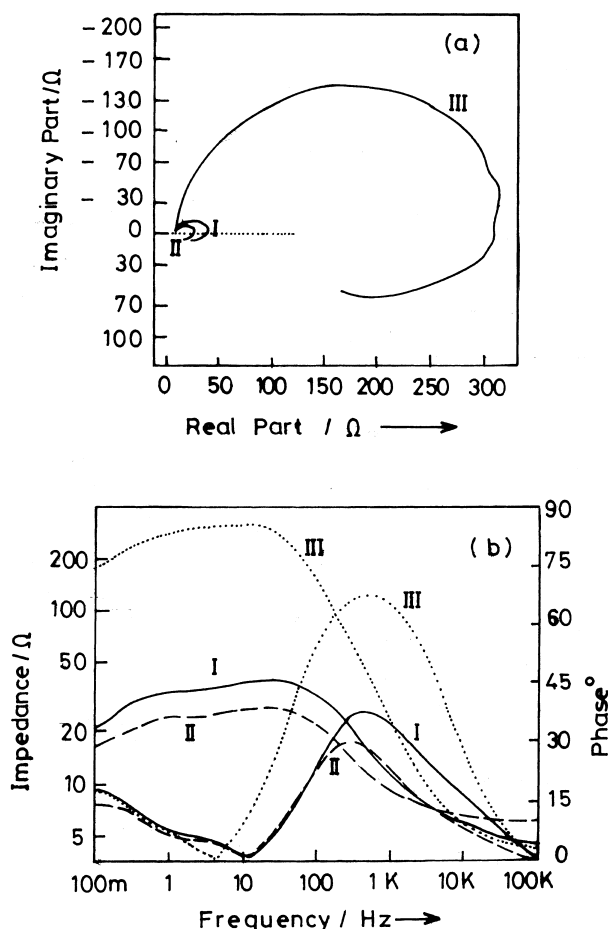 (a)
- 200
- 170
- 130
- 100
- 70
- 30
0
30
70
100
Imaginary Part/Ω
III
I
II
0 50 100 150 200 250 300
Real Part / Ω
(b)
200
100
50
20
10
5
Impedance / Ω
90
75
60
45
30
15
0
Phase°
III
III
I
II
I
II
100m 1 10 100 1 K 10K 100K
Frequency / Hz